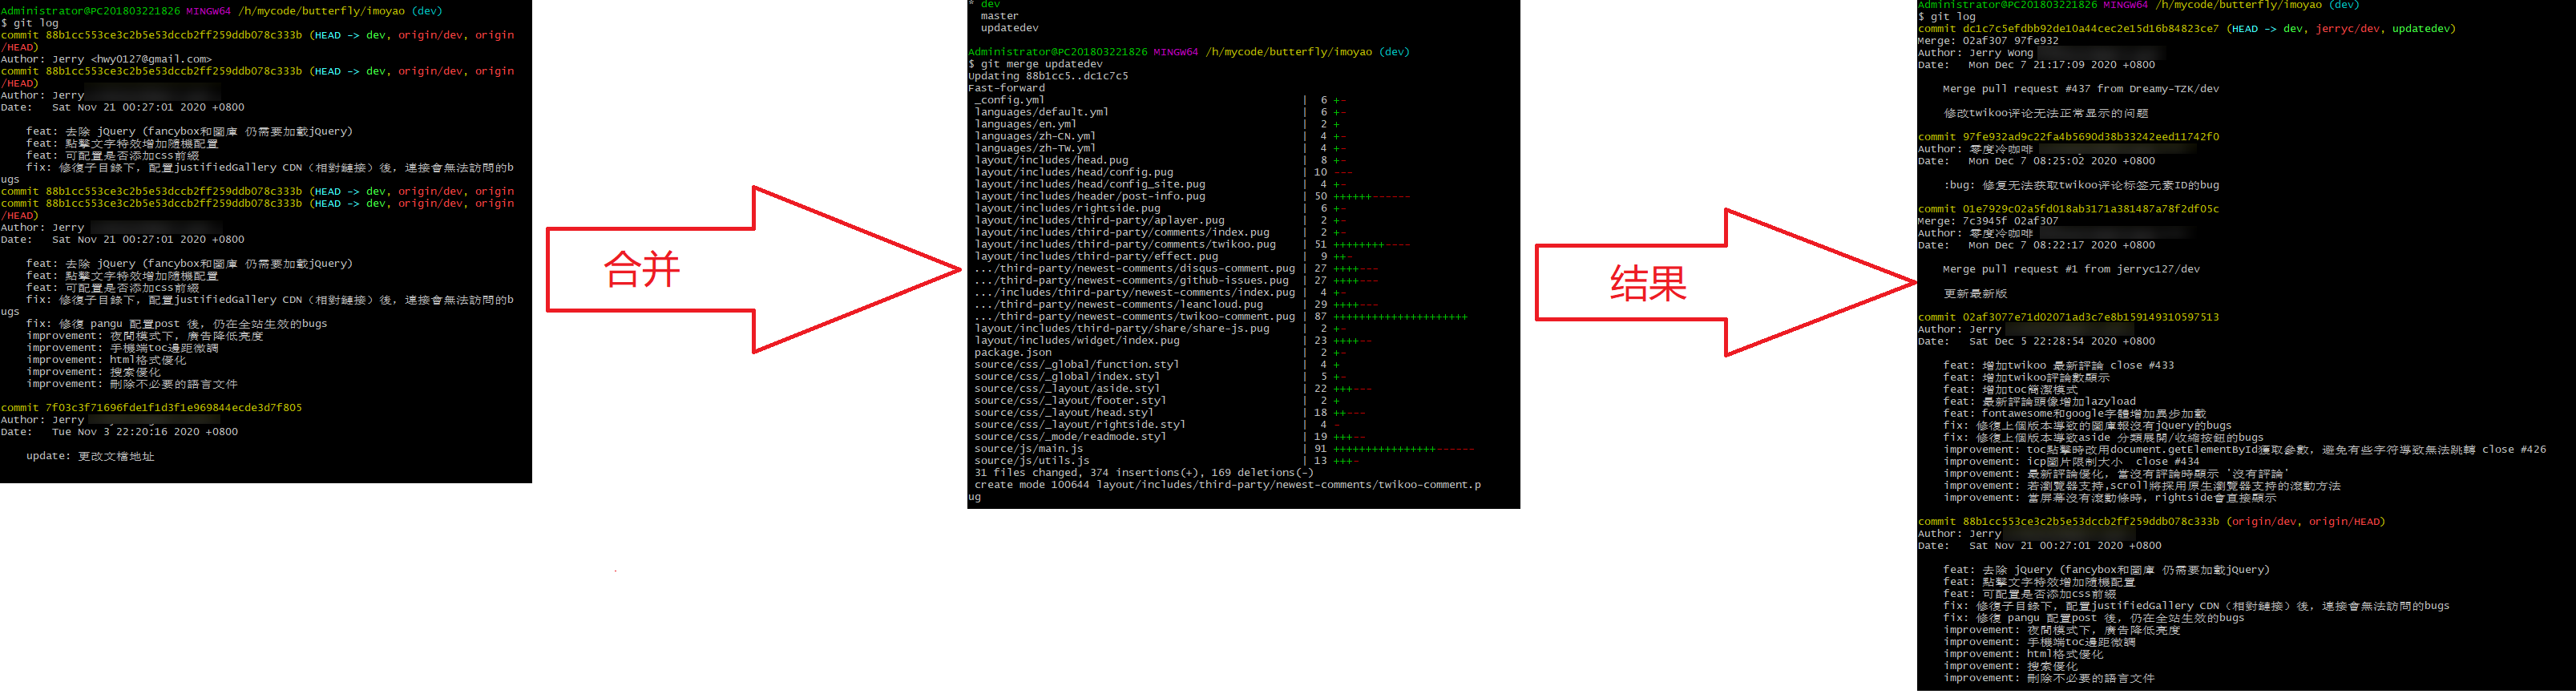 Administrator@PC201803221826 MINGW64 /h/mycode/butterfly/imoyao (dev)
$ git log
commit 88b1cc553ce3c2b5e53dccb2ff259ddb078c333b (HEAD -> dev, origin/dev, origin
/HEAD)
Author: Jerry <hwy0127@gmail.com>
commit 88b1cc553ce3c2b5e53dccb2ff259ddb078c333b (HEAD -> dev, origin/dev, origin
/HEAD)
Author: Jerry
Date:   Sat Nov 21 00:27:01 2020 +0800
feat: 去除 jQuery (fancybox和圖庫 仍需要加載jQuery)
feat: 點擊文字特效增加隨機配置
feat: 可配置是否添加css前綴
fix: 修復子目錄下，配置justifiedGallery CDN（相對鏈接）後，連接會無法訪問的b
ugs
commit 88b1cc553ce3c2b5e53dccb2ff259ddb078c333b (HEAD -> dev, origin/dev, origin
commit 88b1cc553ce3c2b5e53dccb2ff259ddb078c333b (HEAD -> dev, origin/dev, origin
/HEAD)
Author: Jerry
Date:   Sat Nov 21 00:27:01 2020 +0800
feat: 去除 jQuery (fancybox和圖庫 仍需要加載jQuery)
feat: 點擊文字特效增加隨機配置
feat: 可配置是否添加css前綴
fix: 修復子目錄下，配置justifiedGallery CDN（相對鏈接）後，連接會無法訪問的b
ugs
fix: 修復 pangu 配置post 後，仍在全站生效的bugs
improvement: 夜間模式下，廣告降低亮度
improvement: 手機端toc邊距微調
improvement: html格式優化
improvement: 搜索優化
improvement: 刪除不必要的語言文件
commit 7f03c3f71696fde1f1d3f1e969844ecde3d7f805
Author: Jerry
Date:   Tue Nov 3 22:20:16 2020 +0800
update: 更改文檔地址
合并
* dev
master
updatedev
Administrator@PC201803221826 MINGW64 /h/mycode/butterfly/imoyao (dev)
$ git merge updatedev
Updating 88b1cc5..dc1c7c5
Fast-forward
_config.yml | 6 +-
languages/default.yml | 6 +-
languages/en.yml | 2 +
languages/zh-CN.yml | 4 +-
languages/zh-TW.yml | 4 +-
layout/includes/head.pug | 8 +-
layout/includes/head/config.pug | 10 ---
layout/includes/head/config_site.pug | 4 +-
layout/includes/header/post-info.pug | 50 ++++++------
layout/includes/rightside.pug | 6 +-
layout/includes/third-party/aplayer.pug | 2 +-
layout/includes/third-party/comments/index.pug | 2 +-
layout/includes/third-party/comments/twikoo.pug | 51 ++++++++----
layout/includes/third-party/effect.pug | 9 ++-
.../third-party/newest-comments/disqus-comment.pug | 27 ++++---
.../third-party/newest-comments/github-issues.pug | 27 ++++---
.../includes/third-party/newest-comments/index.pug | 4 +-
.../third-party/newest-comments/leancloud.pug | 29 ++++---
.../third-party/newest-comments/twikoo-comment.pug | 87 +++++++++++++++++++++
layout/includes/third-party/share/share-js.pug | 2 +-
layout/includes/widget/index.pug | 23 ++++--
package.json | 2 +-
source/css/_global/function.styl | 4 +
source/css/_global/index.styl | 5 +-
source/css/_layout/aside.styl | 22 +++---
source/css/_layout/footer.styl | 2 +
source/css/_layout/head.styl | 18 ++---
source/css/_layout/rightside.styl | 4 -
source/css/_mode/readmode.styl | 19 +++--
source/js/main.js | 91 ++++++++++++++++------
source/js/utils.js | 13 +++-
31 files changed, 374 insertions(+), 169 deletions(-)
create mode 100644 layout/includes/third-party/newest-comments/twikoo-comment.p
ug
结果
Administrator@PC201803221826 MINGW64 /h/mycode/butterfly/imoyao (dev)
$ git log
commit dc1c7c5efdbb92de10a44cec2e15d16b84823ce7 (HEAD -> dev, jerryc/dev, updatedev)
Merge: 02af307 97fe932
Author: Jerry Wong
Date:   Mon Dec 7 21:17:09 2020 +0800
Merge pull request #437 from Dreamy-TZK/dev
修改twikoo评论无法正常显示的问题
commit 97fe932ad9c22fa4b5690d38b33242eed11742f0
Author: 零度冷咖啡
Date:   Mon Dec 7 08:25:02 2020 +0800
:bug: 修复无法获取twikoo评论标签元素ID的bug
commit 01e7929c02a5fd018ab3171a381487a78f2df05c
Merge: 7c3945f 02af307
Author: 零度冷咖啡
Date:   Mon Dec 7 08:22:17 2020 +0800
Merge pull request #1 from jerryc127/dev
更新最新版
commit 02af3077e71d02071ad3c7e8b159149310597513
Author: Jerry
Date:   Sat Dec 5 22:28:54 2020 +0800
feat: 增加twikoo 最新評論 close #433
feat: 增加twikoo評論數顯示
feat: 增加toc簡潔模式
feat: 最新評論頭像增加lazyload
feat: fontawesome和google字體增加異步加載
fix: 修復上個版本導致的圖庫報沒有jQuery的bugs
fix: 修復上個版本導致aside 分類展開/收縮按鈕的bugs
improvement: toc點擊時改用document.getElementById獲取參數，避免有些字符導致無法跳轉 close #426
improvement: icp圖片限制大小  close #434
improvement: 最新評論優化，當沒有評論時顯示 '沒有評論'
improvement: 若瀏覽器支持,scroll將採用原生瀏覽器支持的滾動方法
improvement: 當屏幕沒有滾動條時，rightside會直接顯示
commit 88b1cc553ce3c2b5e53dccb2ff259ddb078c333b (origin/dev, origin/HEAD)
Author: Jerry
Date:   Sat Nov 21 00:27:01 2020 +0800
feat: 去除 jQuery (fancybox和圖庫 仍需要加載jQuery)
feat: 點擊文字特效增加隨機配置
feat: 可配置是否添加css前綴
fix: 修復子目錄下，配置justifiedGallery CDN（相對鏈接）後，連接會無法訪問的bugs
fix: 修復 pangu 配置post 後，仍在全站生效的bugs
improvement: 夜間模式下，廣告降低亮度
improvement: 手機端toc邊距微調
improvement: html格式優化
improvement: 搜索優化
improvement: 刪除不必要的語言文件